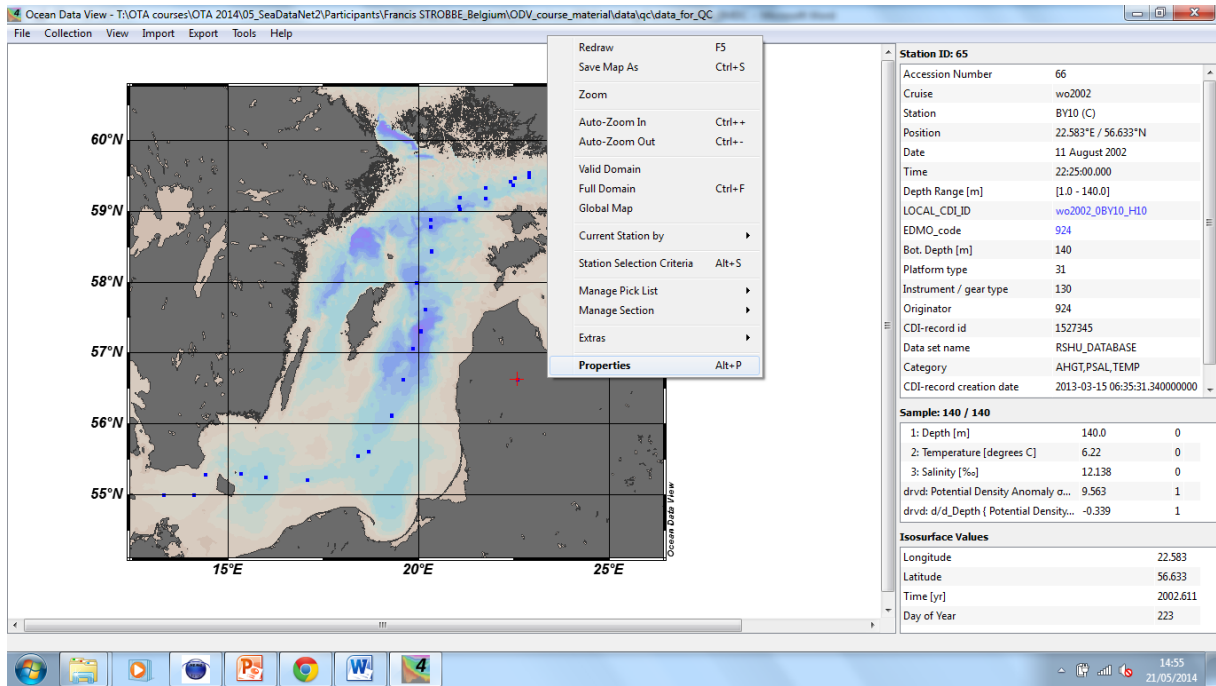 Ocean Data View - T:\OTA courses\OTA 2014\05_SeaDataNet2\Participants\Francis STROBBE_Belgium\ODV_course_material\data\qc\data_for_QC
File Collection View Import Export Tools Help
Redraw F5
Save Map As Ctrl+S
Zoom
Auto-Zoom In Ctrl++
Auto-Zoom Out Ctrl+-
Valid Domain
Full Domain Ctrl+F
Global Map
Current Station by
Station Selection Criteria Alt+S
Manage Pick List
Manage Section
Extras
Properties Alt+P
60°N
59°N
58°N
57°N
56°N
55°N
15°E 20°E 25°E
Ocean Data View
Station ID: 65
Accession Number 66
Cruise wo2002
Station BY10 (C)
Position 22.583°E / 56.633°N
Date 11 August 2002
Time 22:25:00.000
Depth Range [m] [1.0 - 140.0]
LOCAL_CDI_ID wo2002_0BY10_H10
EDMO_code 924
Bot. Depth [m] 140
Platform type 31
Instrument / gear type 130
Originator 924
CDI-record id 1527345
Data set name RSHU_DATABASE
Category AHGT,PSAL,TEMP
CDI-record creation date 2013-03-15 06:35:31.340000000
Sample: 140 / 140
1: Depth [m] 140.0 0
2: Temperature [degrees C] 6.22 0
3: Salinity [‰] 12.138 0
drvd: Potential Density Anomaly σ... 9.563 1
drvd: d/d_Depth { Potential Density... -0.339 1
Isosurface Values
Longitude 22.583
Latitude 56.633
Time [yr] 2002.611
Day of Year 223
14:55
21/05/2014